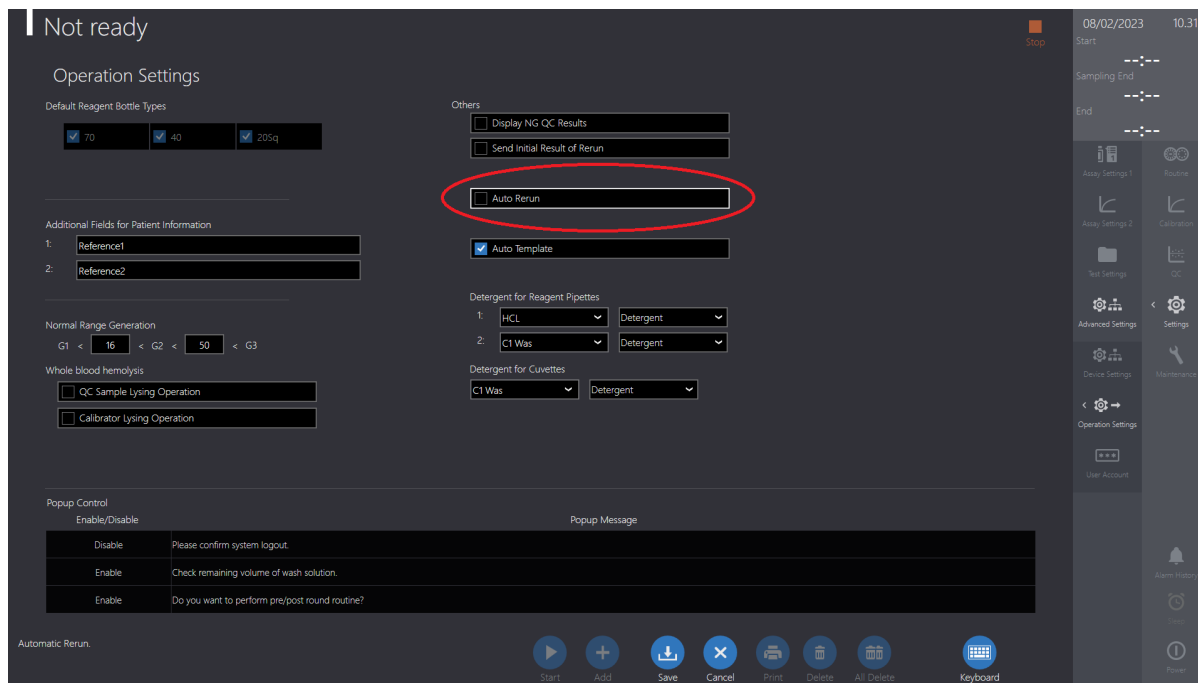 Not ready
Stop
08/02/2023 10.31
Start
--:--
Sampling End
--:--
End
--:--
Operation Settings
Default Reagent Bottle Types
70 40 20Sq
Others
Display NG QC Results
Send Initial Result of Rerun
Auto Rerun
Auto Template
Additional Fields for Patient Information
1: Reference1
2: Reference2
Detergent for Reagent Pipettes
1: HCL Detergent
2: C1 Was Detergent
Normal Range Generation
G1 < 16 < G2 < 50 < G3
Detergent for Cuvettes
C1 Was Detergent
Whole blood hemolysis
QC Sample Lysing Operation
Calibrator Lysing Operation
Popup Control
Enable/Disable Popup Message
Disable Please confirm system logout.
Enable Check remaining volume of wash solution.
Enable Do you want to perform pre/post round routine?
Automatic Rerun.
Start Add Save Cancel Print Delete All Delete Keyboard
Assay Settings 1 Routine
Assay Settings 2 Calibration
Test Settings QC
Advanced Settings < Settings
Device Settings Maintenance
< Operation Settings
User Account
Alarm History
Power